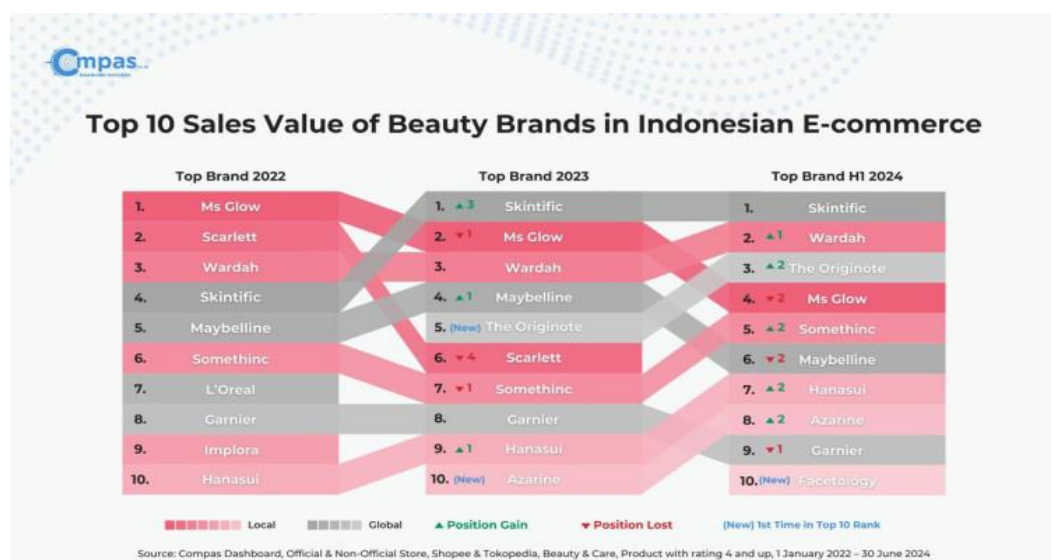 Compas
Top 10 Sales Value of Beauty Brands in Indonesian E-commerce
Top Brand 2022
1. Ms Glow
2. Scarlett
3. Wardah
4. Skintific
5. Maybelline
6. Somethinc
7. L'Oreal
8. Garnier
9. Implora
10. Hanasui
Top Brand 2023
1. ▲3 Skintific
2. ▼1 Ms Glow
3. Wardah
4. ▲1 Maybelline
5. (New) The Originote
6. ▼4 Scarlett
7. ▼1 Somethinc
8. Garnier
9. ▲1 Hanasui
10. (New) Azarine
Top Brand H1 2024
1. Skintific
2. ▲1 Wardah
3. ▲2 The Originote
4. ▼2 Ms Glow
5. ▲2 Somethinc
6. ▼2 Maybelline
7. ▲2 Hanasui
8. ▲2 Azarine
9. ▼1 Garnier
10. (New) Facetology
Local Global ▲ Position Gain ▼ Position Lost (New) 1st Time in Top 10 Rank
Source: Compas Dashboard, Official & Non-Official Store, Shopee & Tokopedia, Beauty & Care, Product with rating 4 and up, 1 January 2022 – 30 June 2024